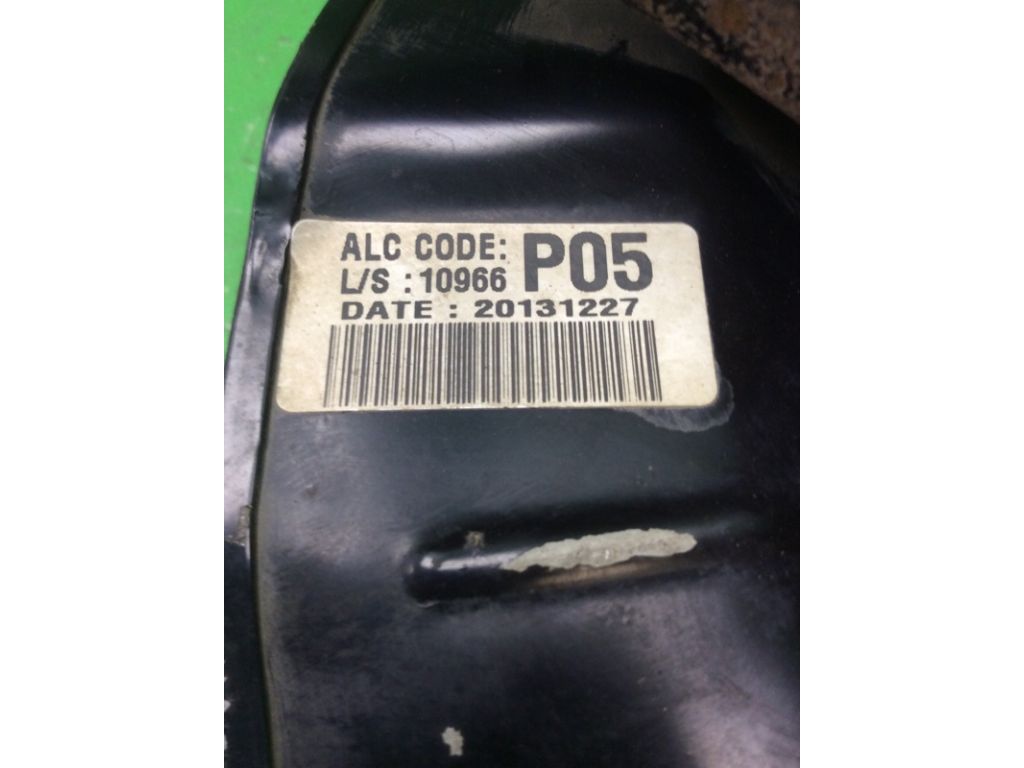 ALC CODE: P05
L/S : 10966
DATE : 20131227